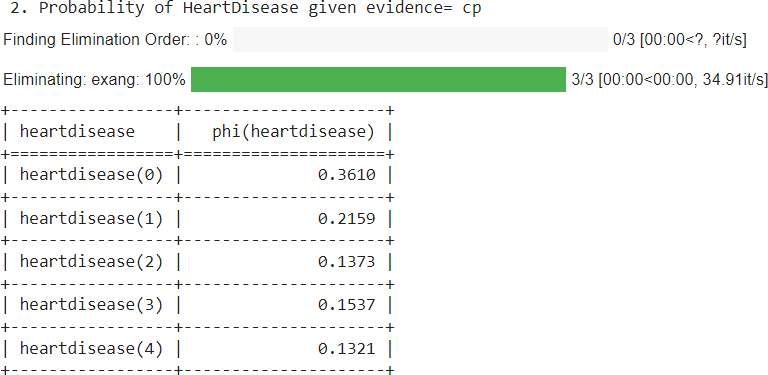 2. Probability of HeartDisease given evidence= cp
Finding Elimination Order: : 0% 0/3 [00:00<?, ?it/s]
Eliminating: exang: 100% 3/3 [00:00<00:00, 34.91it/s]
+-----------------+---------------------+
| heartdisease    |   phi(heartdisease) |
+=================+=====================+
| heartdisease(0) |              0.3610 |
+-----------------+---------------------+
| heartdisease(1) |              0.2159 |
+-----------------+---------------------+
| heartdisease(2) |              0.1373 |
+-----------------+---------------------+
| heartdisease(3) |              0.1537 |
+-----------------+---------------------+
| heartdisease(4) |              0.1321 |
+-----------------+---------------------+